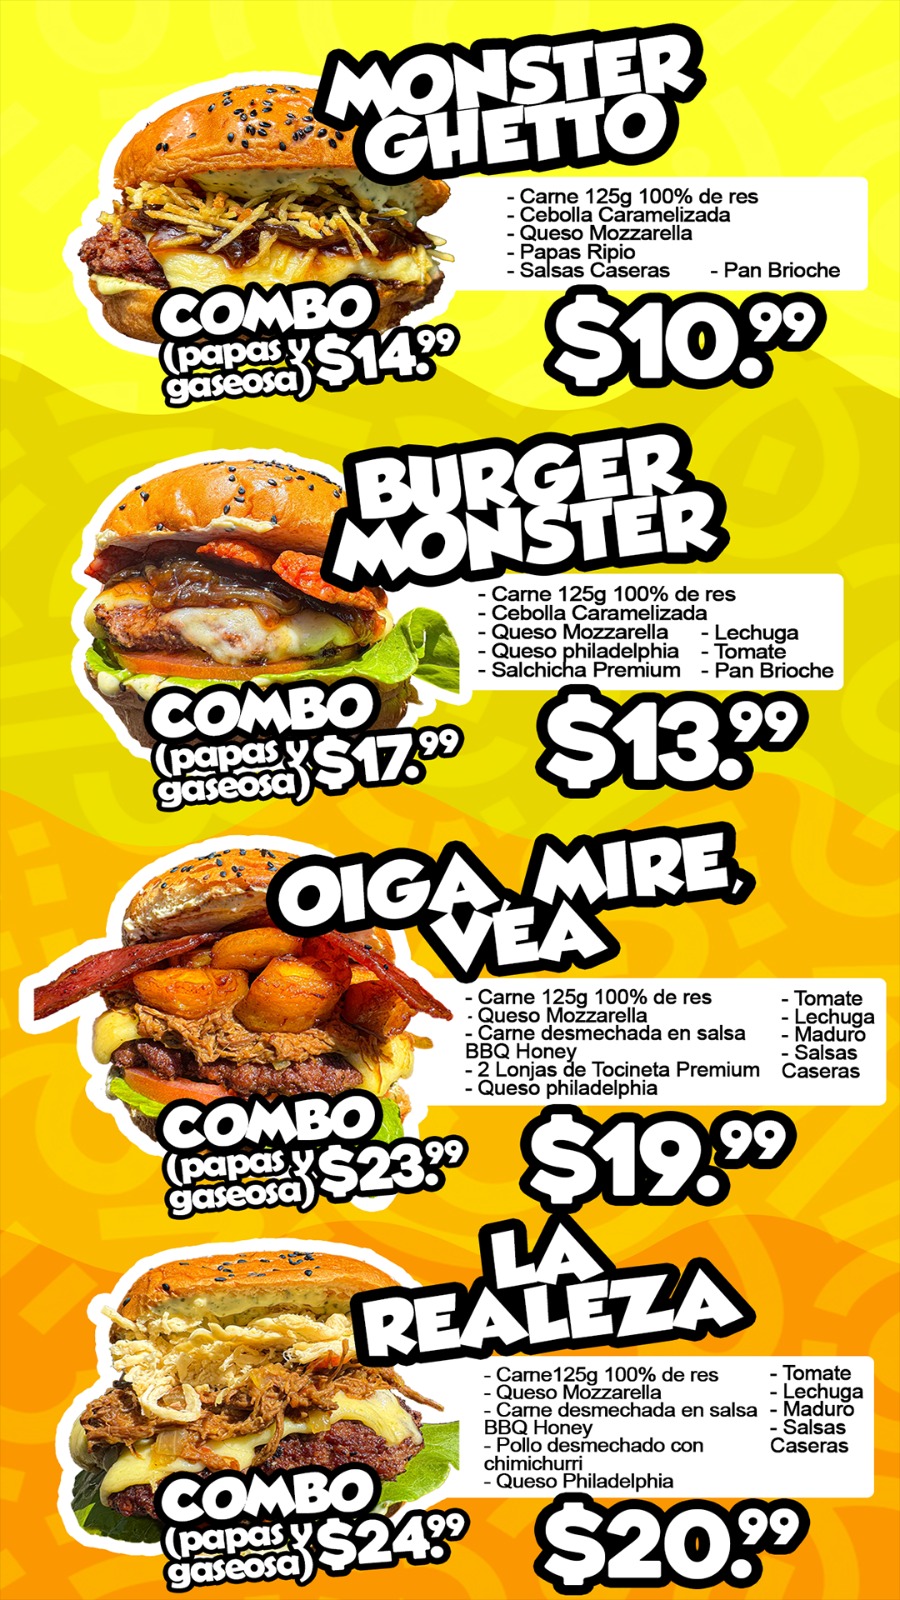 MONSTER
GHETTO
- Carne 125g 100% de res
- Cebolla Caramelizada
- Queso Mozzarella
- Papas Ripio
- Salsas Caseras - Pan Brioche
COMBO
(papas y
gaseosa) $14.99
$10.99
BURGER
MONSTER
- Carne 125g 100% de res
- Cebolla Caramelizada
- Queso Mozzarella - Lechuga
- Queso philadelphia - Tomate
- Salchicha Premium - Pan Brioche
COMBO
(papas y
gaseosa) $17.99
$13.99
OIGA, MIRE,
VEA
- Carne 125g 100% de res
- Queso Mozzarella
- Carne desmechada en salsa
BBQ Honey
- 2 Lonjas de Tocineta Premium
- Queso philadelphia
- Tomate
- Lechuga
- Maduro
- Salsas
Caseras
COMBO
(papas y
gaseosa) $23.99
$19.99
LA
REALEZA
- Carne125g 100% de res
- Queso Mozzarella
- Carne desmechada en salsa
BBQ Honey
- Pollo desmechado con
chimichurri
- Queso Philadelphia
- Tomate
- Lechuga
- Maduro
- Salsas
Caseras
COMBO
(papas y
gaseosa) $24.99
$20.99